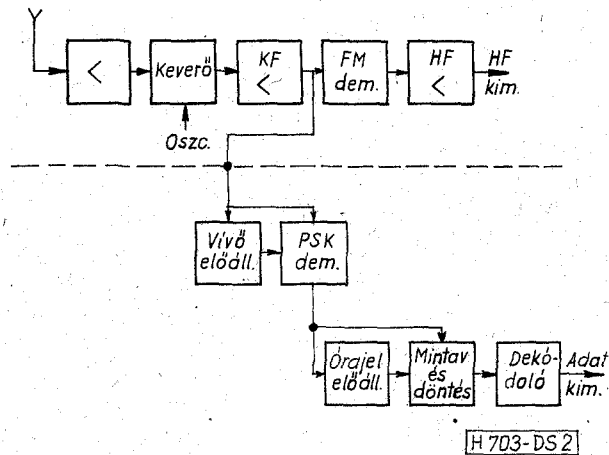 Keverő
KF
FM
dem.
HF
HF
kim.
Oszc.
Vivő
előáll.
PSK
dem.
Órajel
előáll.
Mintav
és
döntés
Dekó-
doló
Adat
kim.
H 703-DS 2